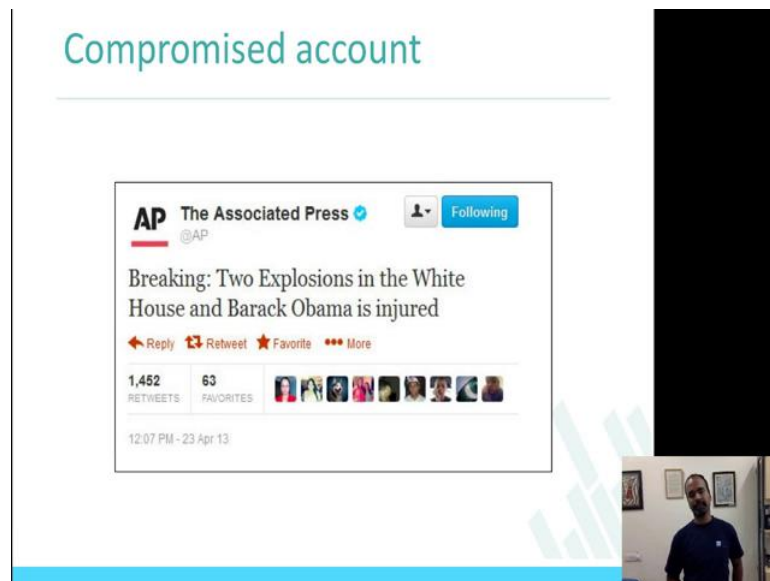 Compromised account
AP The Associated Press
@AP
Following
Breaking: Two Explosions in the White
House and Barack Obama is injured
Reply Retweet Favorite More
1,452 63
RETWEETS FAVORITES
12:07 PM - 23 Apr 13